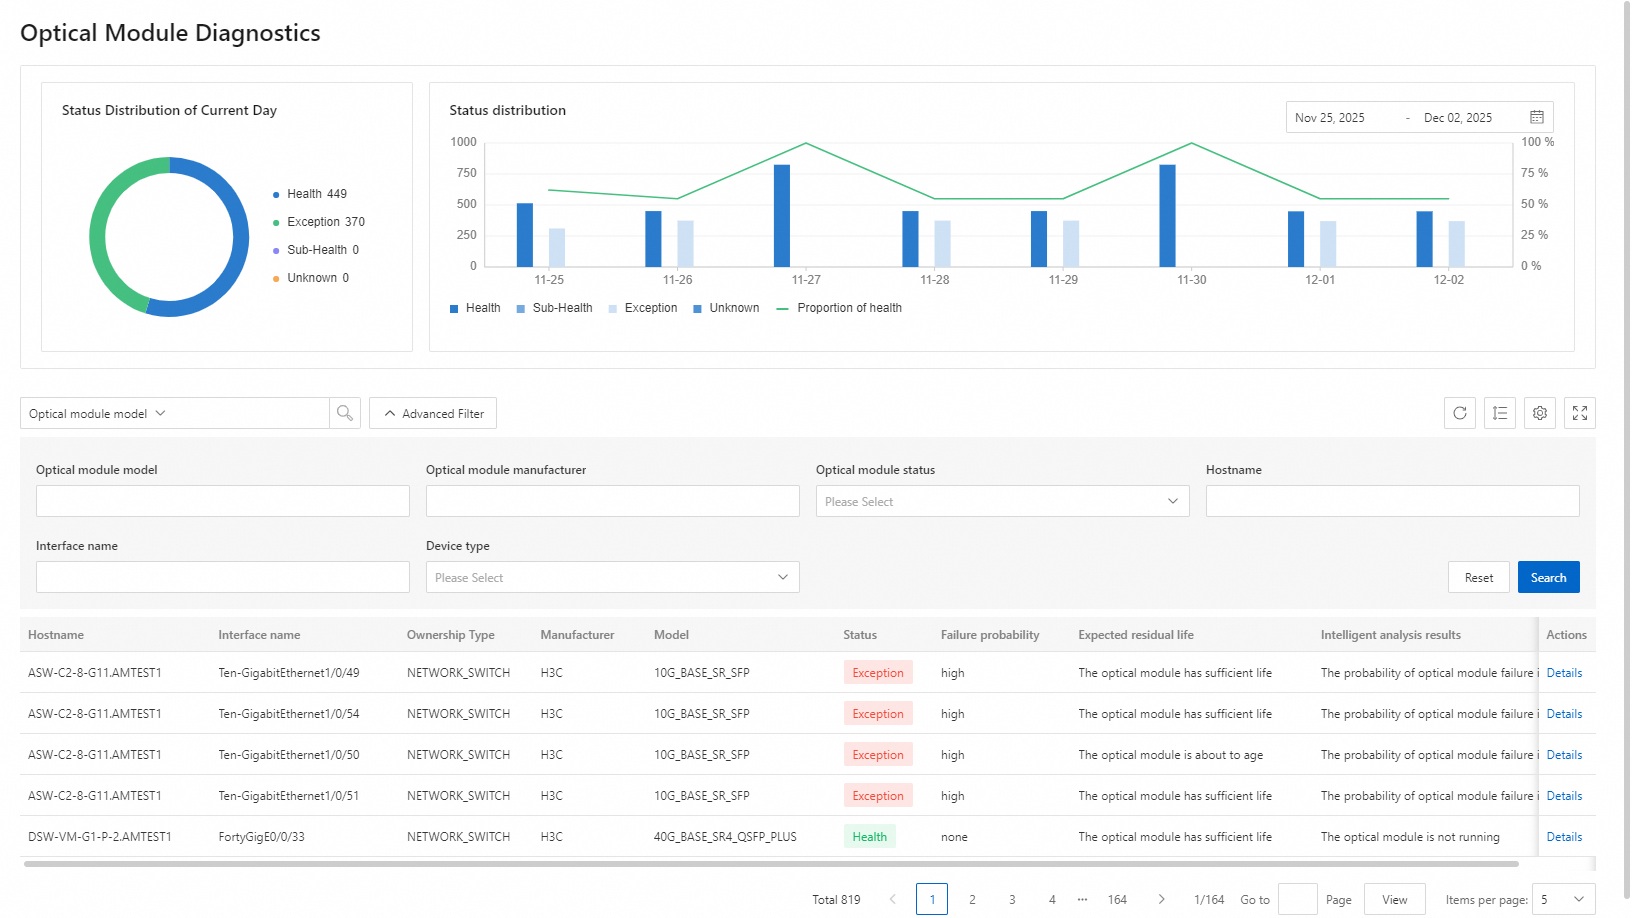 Optical Module Diagnostics
Status Distribution of Current Day
Health 449
Exception 370
Sub-Health 0
Unknown 0
Status distribution
Nov 25, 2025 - Dec 02, 2025
1000 100 %
750 75 %
500 50 %
250 25 %
0 0 %
11-25 11-26 11-27 11-28 11-29 11-30 12-01 12-02
Health Sub-Health Exception Unknown Proportion of health
Optical module model Advanced Filter
Optical module model Optical module manufacturer Optical module status Hostname
Please Select
Interface name Device type
Please Select Reset Search
Hostname Interface name Ownership Type Manufacturer Model Status Failure probability Expected residual life Intelligent analysis results Actions
ASW-C2-8-G11.AMTEST1 Ten-GigabitEthernet1/0/49 NETWORK_SWITCH H3C 10G_BASE_SR_SFP Exception high The optical module has sufficient life The probability of optical module failure i Details
ASW-C2-8-G11.AMTEST1 Ten-GigabitEthernet1/0/54 NETWORK_SWITCH H3C 10G_BASE_SR_SFP Exception high The optical module has sufficient life The probability of optical module failure i Details
ASW-C2-8-G11.AMTEST1 Ten-GigabitEthernet1/0/50 NETWORK_SWITCH H3C 10G_BASE_SR_SFP Exception high The optical module is about to age The probability of optical module failure i Details
ASW-C2-8-G11.AMTEST1 Ten-GigabitEthernet1/0/51 NETWORK_SWITCH H3C 10G_BASE_SR_SFP Exception high The optical module has sufficient life The probability of optical module failure i Details
DSW-VM-G1-P-2.AMTEST1 FortyGigE0/0/33 NETWORK_SWITCH H3C 40G_BASE_SR4_QSFP_PLUS Health none The optical module has sufficient life The optical module is not running Details
Total 819 1 2 3 4 ··· 164 1/164 Go to Page View Items per page: 5